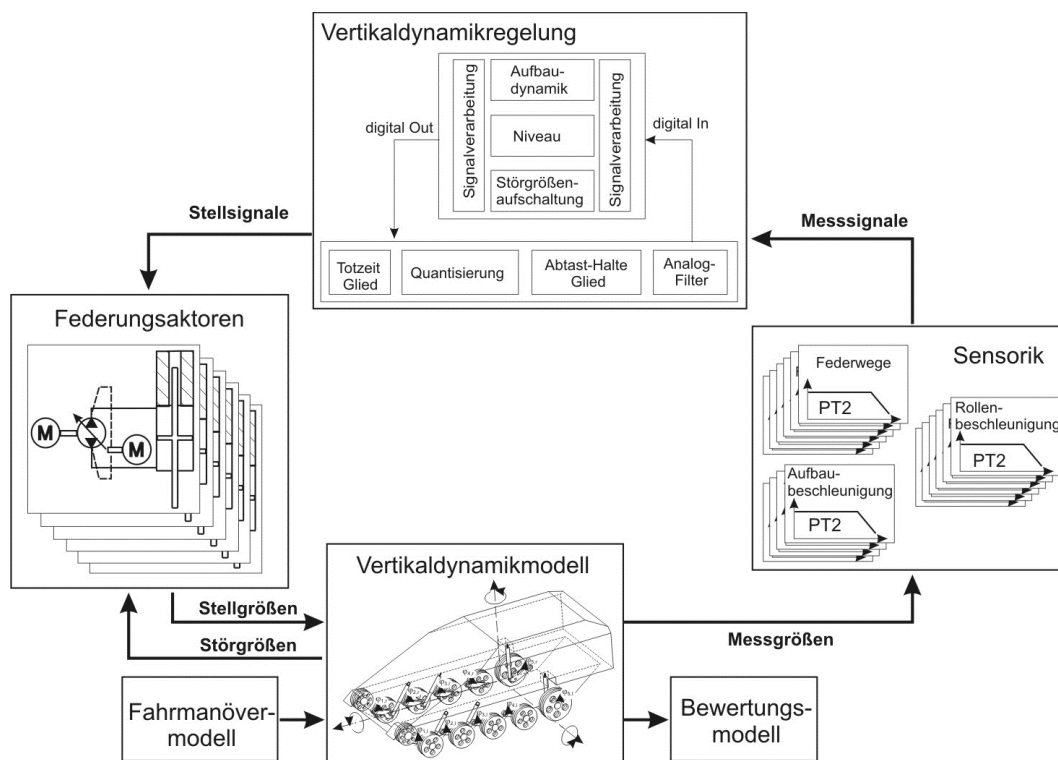 Vertikaldynamikregelung
Signalverarbeitung
Aufbau-
dynamik
Niveau
Störgrößen-
aufschaltung
Signalverarbeitung
digital Out
digital In
Totzeit
Glied
Quantisierung
Abtast-Halte
Glied
Analog-
Filter
Stellsignale
Messsignale
Federungsaktoren
M
M
Sensorik
Federwege
PT2
Rollen-
beschleunigung
PT2
Aufbau-
beschleunigung
PT2
Vertikaldynamikmodell
Stellgrößen
Störgrößen
Messgrößen
Fahrmanöver-
modell
Bewertungs-
modell